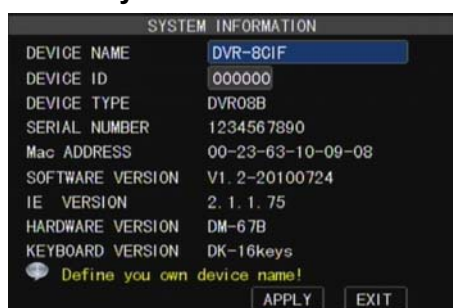 SYSTEM INFORMATION
DEVICE NAME DVR-8CIF
DEVICE ID 000000
DEVICE TYPE DVR08B
SERIAL NUMBER 1234567890
Mac ADDRESS 00-23-63-10-09-08
SOFTWARE VERSION V1.2-20100724
IE VERSION 2.1.1.75
HARDWARE VERSION DM-67B
KEYBOARD VERSION DK-16keys
Define you own device name!
APPLY EXIT